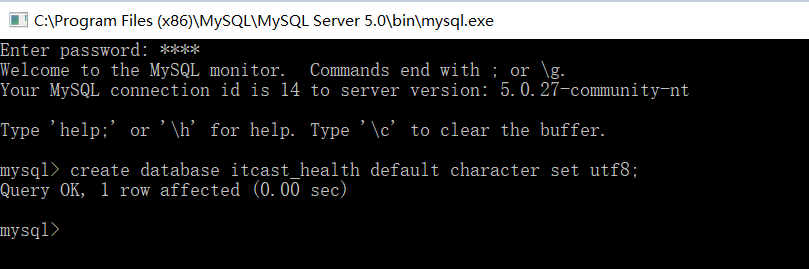 C:\Program Files (x86)\MySQL\MySQL Server 5.0\bin\mysql.exe
Enter password: ****
Welcome to the MySQL monitor.  Commands end with ; or \g.
Your MySQL connection id is 14 to server version: 5.0.27-community-nt
Type 'help;' or '\h' for help. Type '\c' to clear the buffer.
mysql> create database itcast_health default character set utf8;
Query OK, 1 row affected (0.00 sec)
mysql>